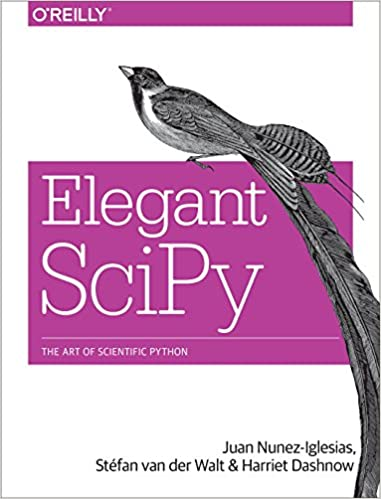 O'REILLY®
Elegant
SciPy
THE ART OF SCIENTIFIC PYTHON
Juan Nunez-Iglesias,
Stéfan van der Walt & Harriet Dashnow